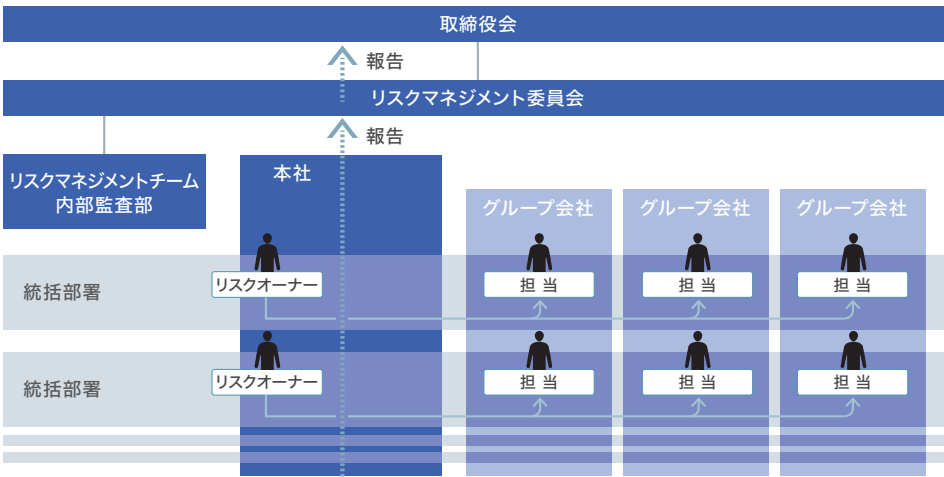 取締役会
報告
リスクマネジメント委員会
報告
リスクマネジメントチーム
内部監査部
本社
グループ会社
グループ会社
グループ会社
統括部署
リスクオーナー
担当
担当
担当
統括部署
リスクオーナー
担当
担当
担当